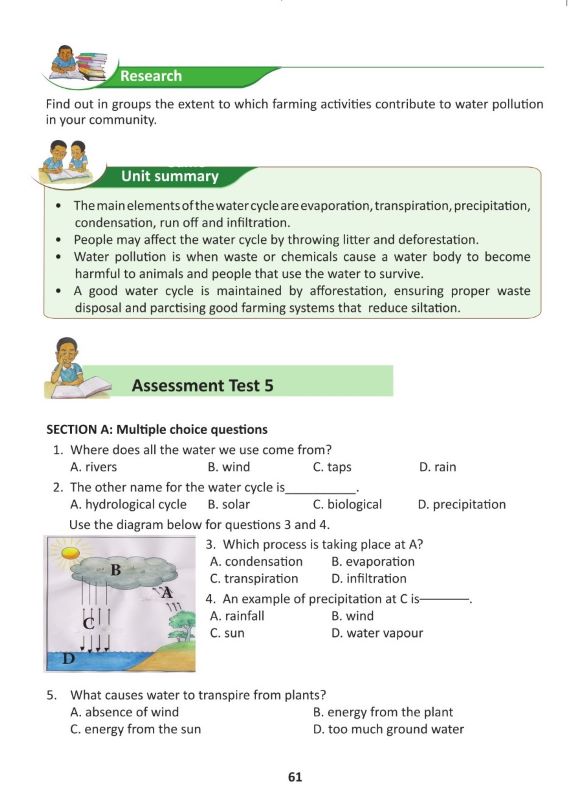 Research
Find out in groups the extent to which farming activities contribute to water pollution
in your community.
Unit summary
• The main elements of the water cycle are evaporation, transpiration, precipitation,
condensation, run off and infiltration.
• People may affect the water cycle by throwing litter and deforestation.
• Water pollution is when waste or chemicals cause a water body to become
harmful to animals and people that use the water to survive.
• A good water cycle is maintained by afforestation, ensuring proper waste
disposal and parctising good farming systems that reduce siltation.
Assessment Test 5
SECTION A: Multiple choice questions
1. Where does all the water we use come from?
A. rivers B. wind C. taps D. rain
2. The other name for the water cycle is___________.
A. hydrological cycle B. solar C. biological D. precipitation
Use the diagram below for questions 3 and 4.
B
A
C
D
3. Which process is taking place at A?
A. condensation B. evaporation
C. transpiration D. infiltration
4. An example of precipitation at C is———.
A. rainfall B. wind
C. sun D. water vapour
5. What causes water to transpire from plants?
A. absence of wind B. energy from the plant
C. energy from the sun D. too much ground water
61